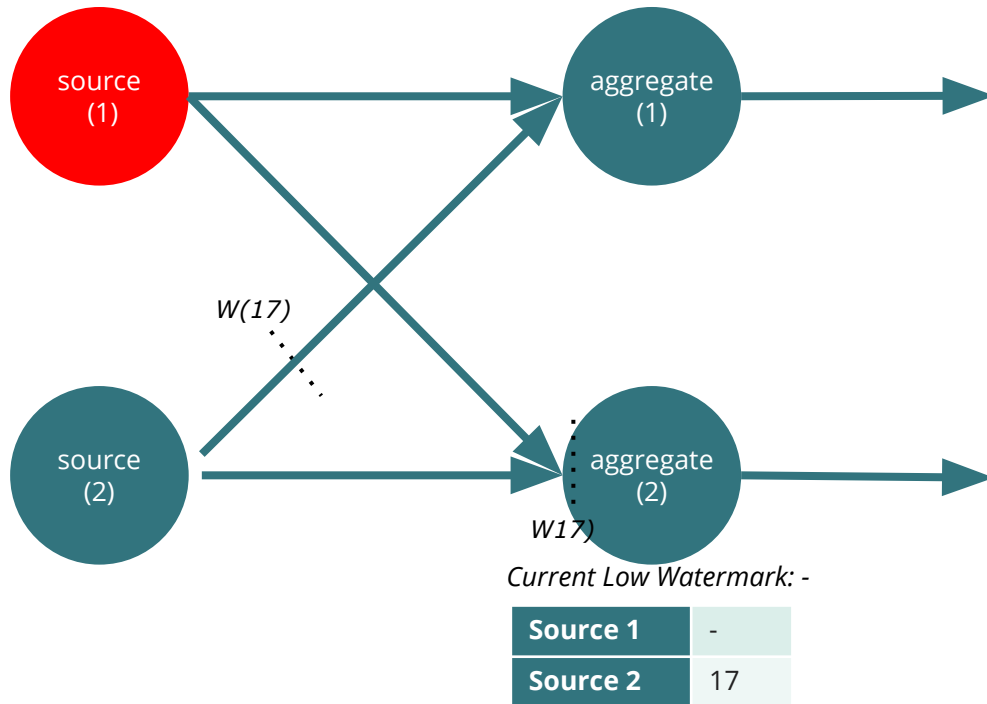 source
(1)
aggregate
(1)
W(17)
source
(2)
aggregate
(2)
W17)
Current Low Watermark: -
Source 1 -
Source 2 17